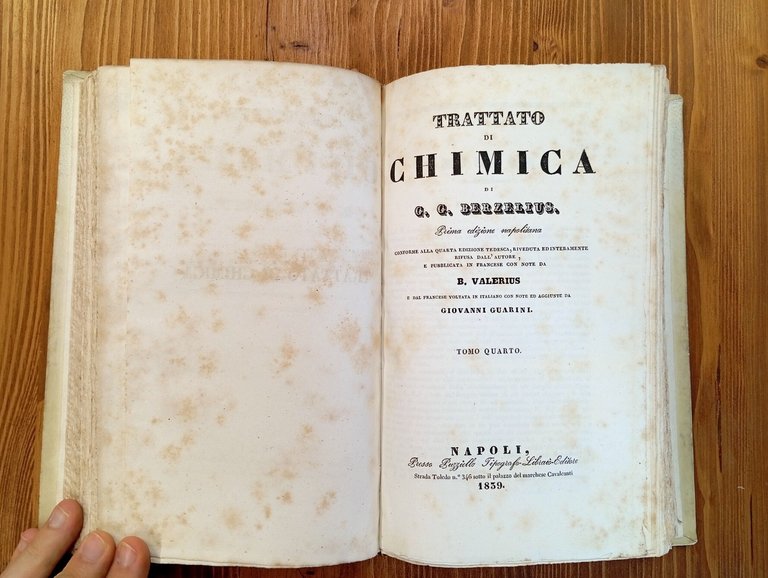 TRATTATO
DI
CHIMICA
DI
G. G. BERZELIUS.
Prima edizione napolitana
CONFORME ALLA QUARTA EDIZIONE TEDESCA, RIVEDUTA ED INTERAMENTE
RIFUSA DALL' AUTORE,
E PUBBLICATA IN FRANCESE CON NOTE DA
B. VALERIUS
E DAL FRANCESE VOLTATA IN ITALIANO CON NOTE ED AGGIUNTE DA
GIOVANNI GUARINI.
TOMO QUARTO.
NAPOLI,
Presso Puzziello Tipografo-Librajo-Editore
Strada Toledo n.° 346 sotto il palazzo del marchese Cavalcanti
1839.